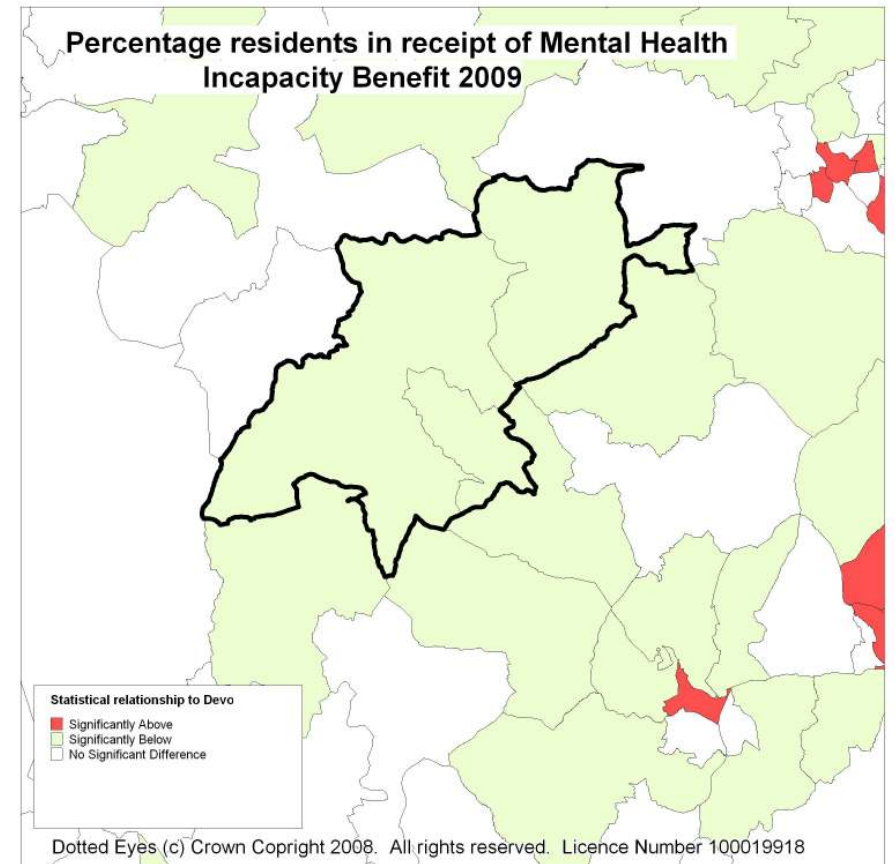 Percentage residents in receipt of Mental Health
Incapacity Benefit 2009
Statistical relationship to Devo
Significantly Above
Significantly Below
No Significant Difference
Dotted Eyes (c) Crown Copright 2008. All rights reserved. Licence Number 100019918